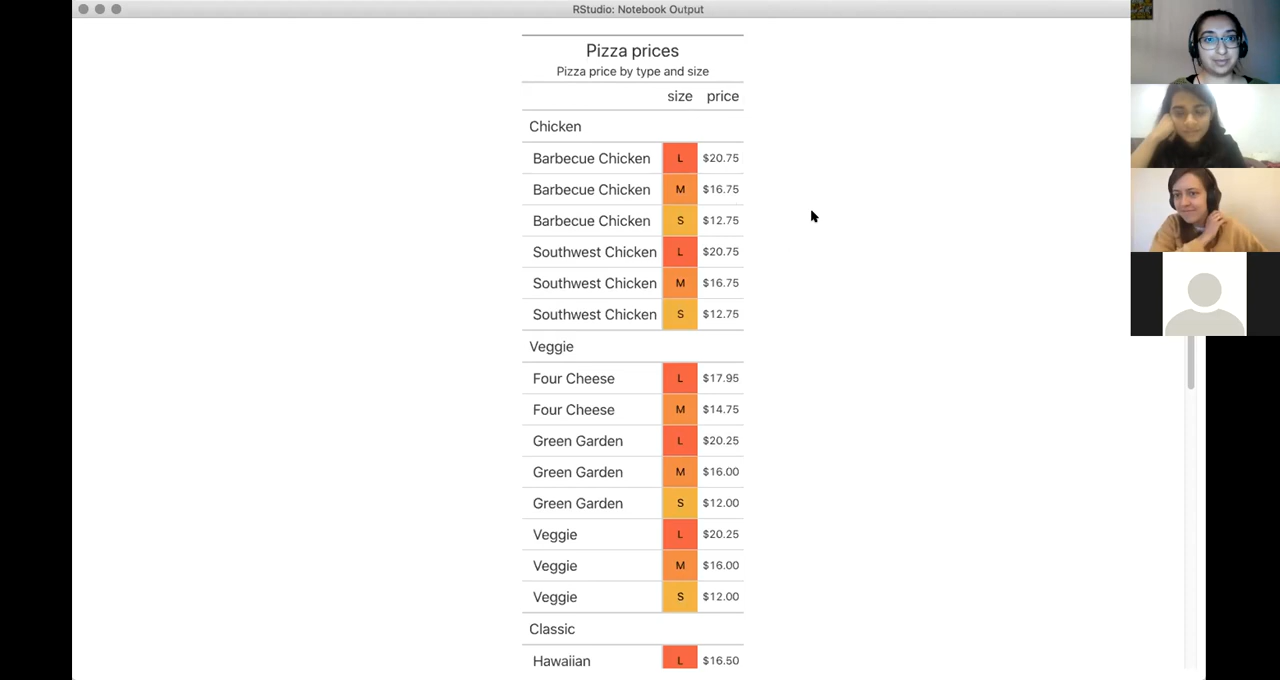 RStudio: Notebook Output
Pizza prices
Pizza price by type and size
size price
Chicken
Barbecue Chicken L $20.75
Barbecue Chicken M $16.75
Barbecue Chicken S $12.75
Southwest Chicken L $20.75
Southwest Chicken M $16.75
Southwest Chicken S $12.75
Veggie
Four Cheese L $17.95
Four Cheese M $14.75
Green Garden L $20.25
Green Garden M $16.00
Green Garden S $12.00
Veggie L $20.25
Veggie M $16.00
Veggie S $12.00
Classic
Hawaiian L $16.50